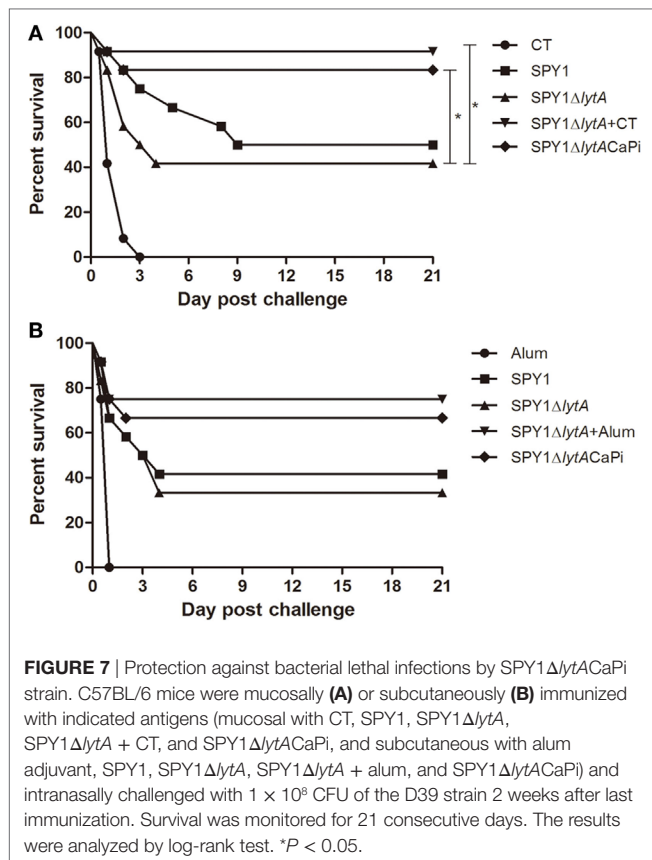 A
100
80
60
40
20
0
Percent survival
0 3 6 9 12 15 18 21
Day post challenge
CT
SPY1
SPY1ΔlytA
SPY1ΔlytA+CT
SPY1ΔlytACaPi
*
*
B
100
80
60
40
20
0
Percent survival
0 3 6 9 12 15 18 21
Day post challenge
Alum
SPY1
SPY1ΔlytA
SPY1ΔlytA+Alum
SPY1ΔlytACaPi
FIGURE 7 | Protection against bacterial lethal infections by SPY1ΔlytACaPi
strain. C57BL/6 mice were mucosally (A) or subcutaneously (B) immunized
with indicated antigens (mucosal with CT, SPY1, SPY1ΔlytA,
SPY1ΔlytA + CT, and SPY1ΔlytACaPi, and subcutaneous with alum
adjuvant, SPY1, SPY1ΔlytA, SPY1ΔlytA + alum, and SPY1ΔlytACaPi) and
intranasally challenged with 1 × 10⁸ CFU of the D39 strain 2 weeks after last
immunization. Survival was monitored for 21 consecutive days. The results
were analyzed by log-rank test. *P < 0.05.